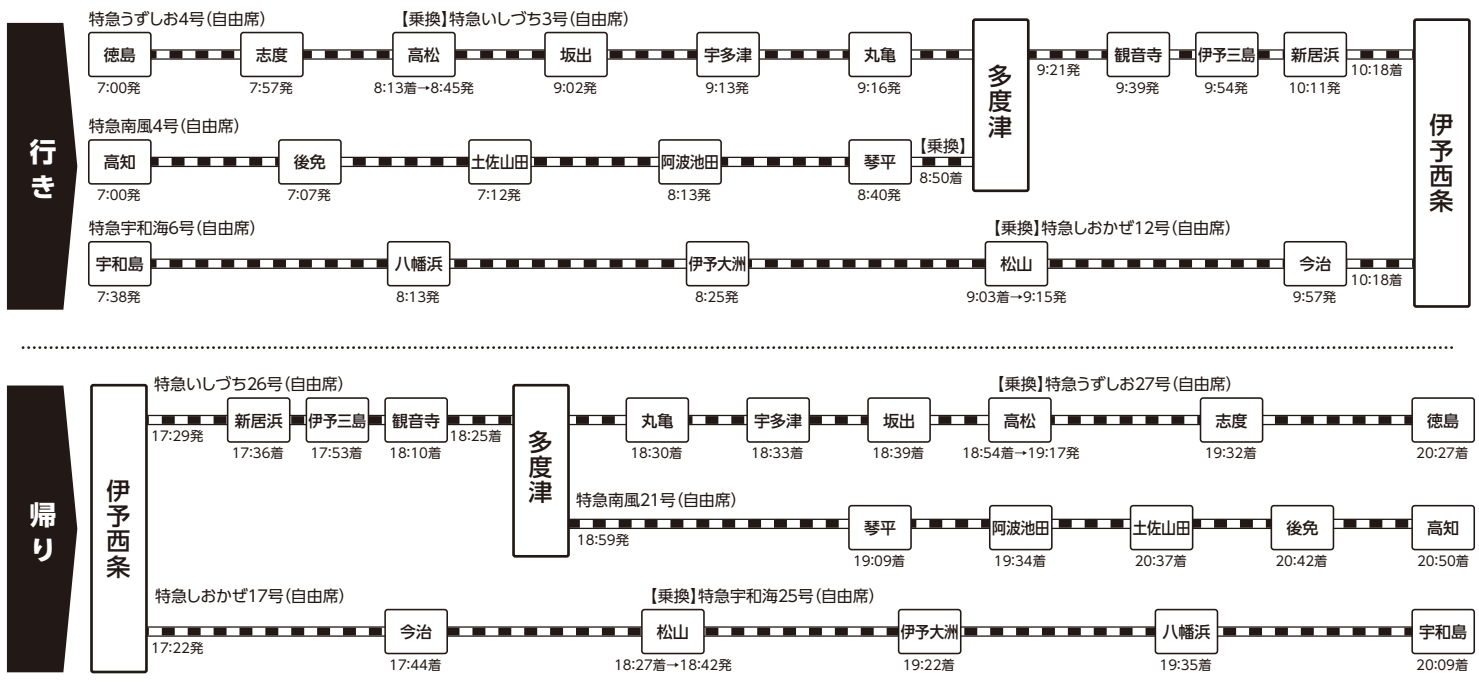 行き
特急うずしお4号(自由席)
【乗換】特急いしづち3号(自由席)
徳島 志度 高松 坂出 宇多津 丸亀 多度津 観音寺 伊予三島 新居浜 伊予西条
7:00発 7:57発 8:13着→8:45発 9:02発 9:13発 9:16発 9:21発 9:39発 9:54発 10:11発 10:18着
特急南風4号(自由席)
高知 後免 土佐山田 阿波池田 琴平 【乗換】
7:00発 7:07発 7:12発 8:13発 8:40発 8:50着
特急宇和海6号(自由席)
【乗換】特急しおかぜ12号(自由席)
宇和島 八幡浜 伊予大洲 松山 今治
7:38発 8:13発 8:25発 9:03着→9:15発 9:57発 10:18着
帰り
特急いしづち26号(自由席)
【乗換】特急うずしお27号(自由席)
伊予西条 新居浜 伊予三島 観音寺 多度津 丸亀 宇多津 坂出 高松 志度 徳島
17:29発 17:36着 17:53着 18:10着 18:25着 18:30着 18:33着 18:39着 18:54着→19:17発 19:32着 20:27着
特急南風21号(自由席)
琴平 阿波池田 土佐山田 後免 高知
18:59発 19:09着 19:34着 20:37着 20:42着 20:50着
特急しおかぜ17号(自由席)
【乗換】特急宇和海25号(自由席)
今治 松山 伊予大洲 八幡浜 宇和島
17:22発 17:44着 18:27着→18:42発 19:22着 19:35着 20:09着